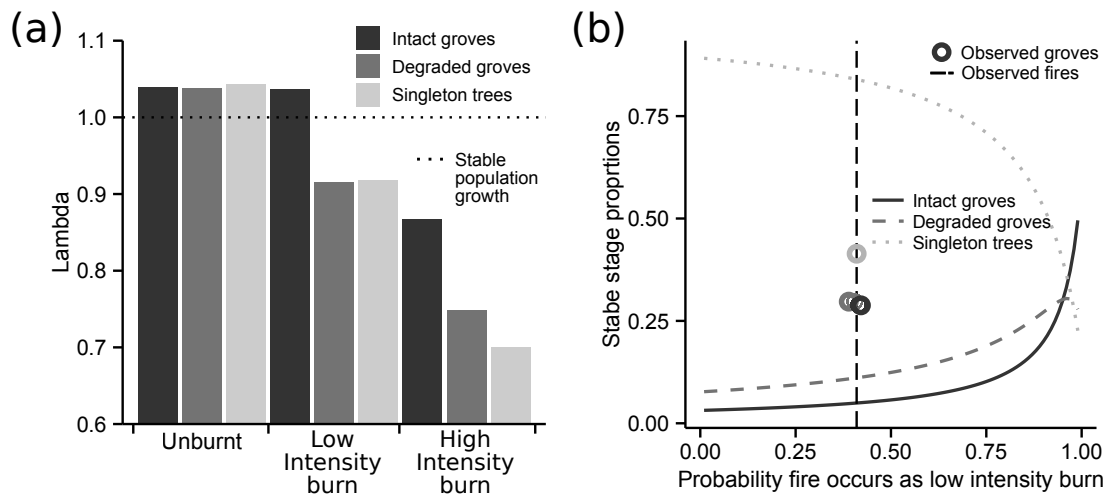 (a)
1.1
1.0
0.9
0.8
0.7
0.6
Lambda
Intact groves
Degraded groves
Singleton trees
Stable
population
growth
Unburnt
Low
Intensity
burn
High
Intensity
burn
(b)
Observed groves
Observed fires
0.75
0.50
0.25
0.00
Stabe stage proprtions
Intact groves
Degraded groves
Singleton trees
0.00
0.25
0.50
0.75
1.00
Probability fire occurs as low intensity burn